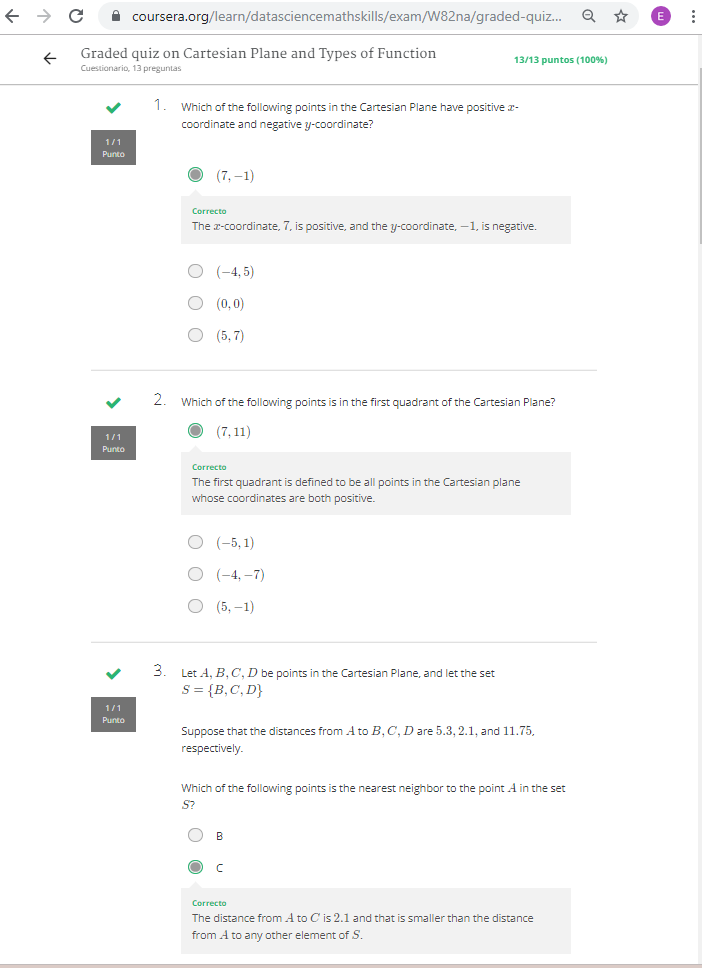 coursera.org/learn/datasciencemathskills/exam/W82na/graded-quiz...
E
Graded quiz on Cartesian Plane and Types of Function
Cuestionario, 13 preguntas
13/13 puntos (100%)
1/1
Punto
1. Which of the following points in the Cartesian Plane have positive x-
coordinate and negative y-coordinate?
(7, −1)
Correcto
The x-coordinate, 7, is positive, and the y-coordinate, −1, is negative.
(−4, 5)
(0, 0)
(5, 7)
1/1
Punto
2. Which of the following points is in the first quadrant of the Cartesian Plane?
(7, 11)
Correcto
The first quadrant is defined to be all points in the Cartesian plane
whose coordinates are both positive.
(−5, 1)
(−4, −7)
(5, −1)
1/1
Punto
3. Let A, B, C, D be points in the Cartesian Plane, and let the set
S = {B, C, D}
Suppose that the distances from A to B, C, D are 5.3, 2.1, and 11.75,
respectively.
Which of the following points is the nearest neighbor to the point A in the set
S?
B
C
Correcto
The distance from A to C is 2.1 and that is smaller than the distance
from A to any other element of S.